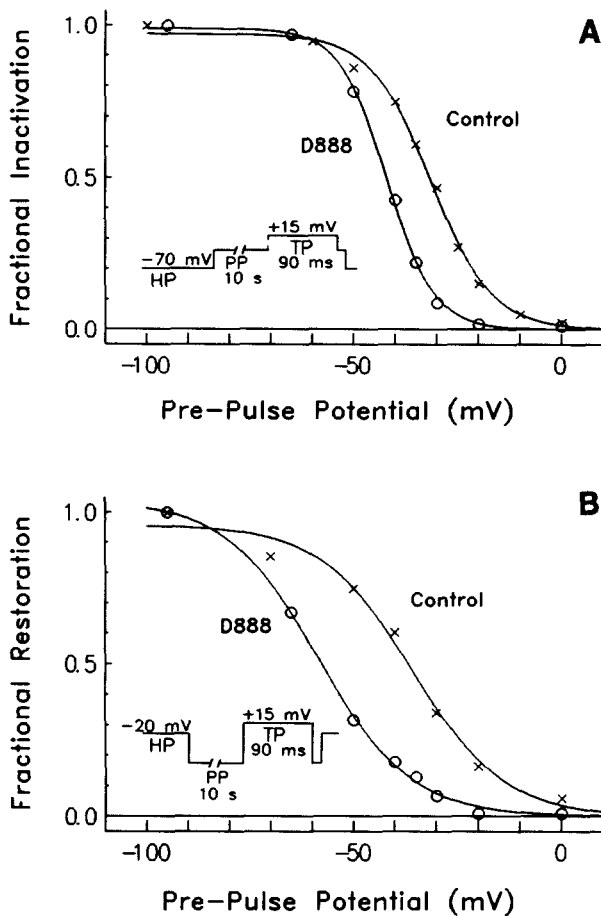 A
Fractional Inactivation
1.0
0.5
0.0
Control
D888
+15 mV
-70 mV
TP
HP
PP
90 ms
10 s
-100
-50
0
Pre-Pulse Potential (mV)
B
Fractional Restoration
1.0
0.5
0.0
Control
D888
-20 mV
+15 mV
HP
TP
90 ms
PP
10 s
-100
-50
0
Pre-Pulse Potential (mV)